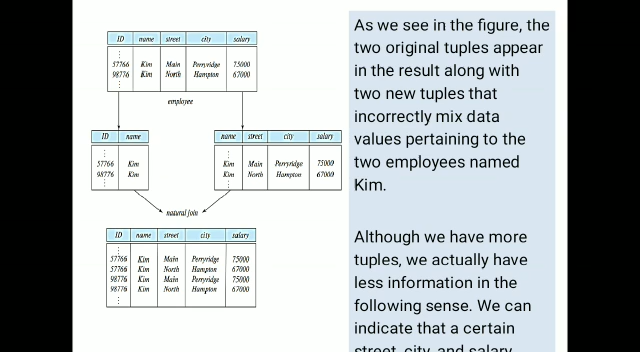 ID name street city salary
57766 Kim Main Perryridge 75000
98776 Kim North Hampton 67000
employee
ID name
57766 Kim
98776 Kim
name street city salary
Kim Main Perryridge 75000
Kim North Hampton 67000
natural join
ID name street city salary
57766 Kim Main Perryridge 75000
57766 Kim North Hampton 67000
98776 Kim Main Perryridge 75000
98776 Kim North Hampton 67000
As we see in the figure, the
two original tuples appear
in the result along with
two new tuples that
incorrectly mix data
values pertaining to the
two employees named
Kim.
Although we have more
tuples, we actually have
less information in the
following sense. We can
indicate that a certain
street, city, and salary